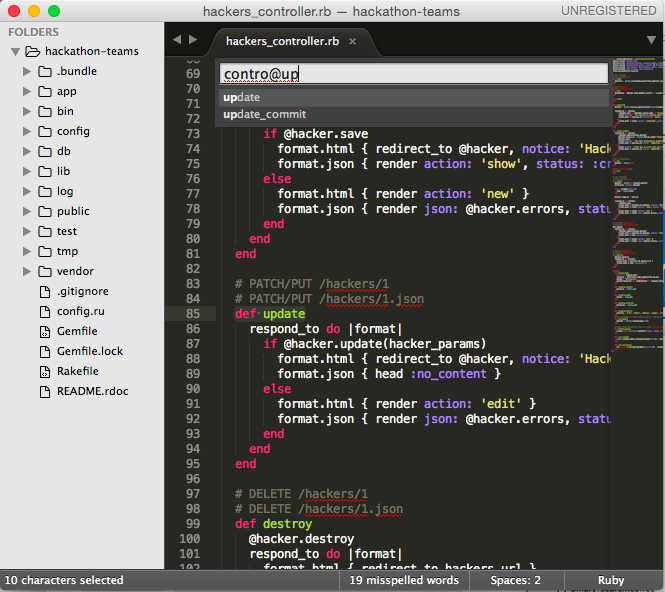 hackers_controller.rb — hackathon-teams
UNREGISTERED
FOLDERS
hackathon-teams
.bundle
app
bin
config
db
lib
log
public
test
tmp
vendor
.gitignore
config.ru
Gemfile
Gemfile.lock
Rakefile
README.rdoc
hackers_controller.rb ×
contro@up
update
update_commit
68
69
70
71
72
73 if @hacker.save
74 format.html { redirect_to @hacker, notice: 'Hac
75 format.json { render action: 'show', status: :cr
76 else
77 format.html { render action: 'new' }
78 format.json { render json: @hacker.errors, statu
79 end
80 end
81 end
82
83 # PATCH/PUT /hackers/1
84 # PATCH/PUT /hackers/1.json
85 def update
86 respond_to do |format|
87 if @hacker.update(hacker_params)
88 format.html { redirect_to @hacker, notice: 'Hac
89 format.json { head :no_content }
90 else
91 format.html { render action: 'edit' }
92 format.json { render json: @hacker.errors, statu
93 end
94 end
95 end
96
97 # DELETE /hackers/1
98 # DELETE /hackers/1.json
99 def destroy
100 @hacker.destroy
101 respond_to do |format|
102 format.html { redirect_to hackers_url }
10 characters selected
19 misspelled words
Spaces: 2
Ruby